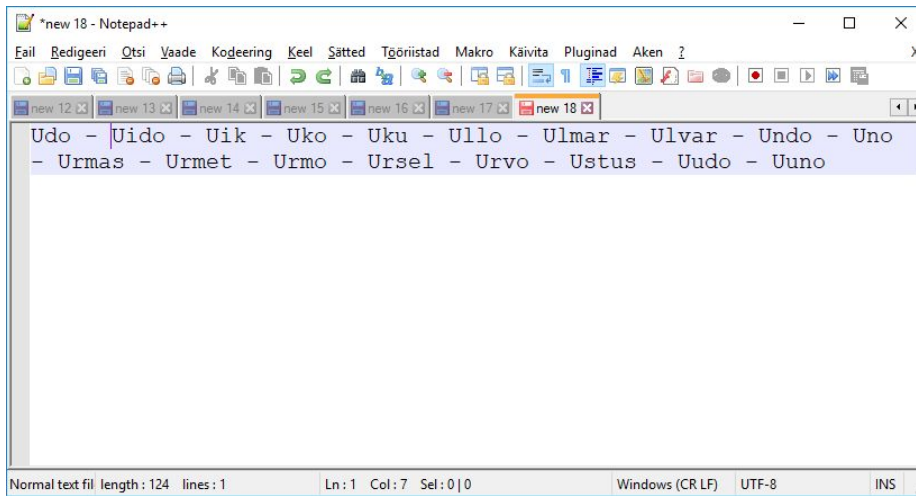 *new 18 - Notepad++
Fail Redigeeri Otsi Vaade Kodeering Keel Sätted Tööriistad Makro Käivita Pluginad Aken ? X
new 12 new 13 new 14 new 15 new 16 new 17 new 18
Udo - Uido - Uik - Uko - Uku - Ullo - Ulmar - Ulvar - Undo - Uno
- Urmas - Urmet - Urmo - Ursel - Urvo - Ustus - Uudo - Uuno
Normal text fil length : 124 lines : 1 Ln : 1 Col : 7 Sel : 0 | 0 Windows (CR LF) UTF-8 INS